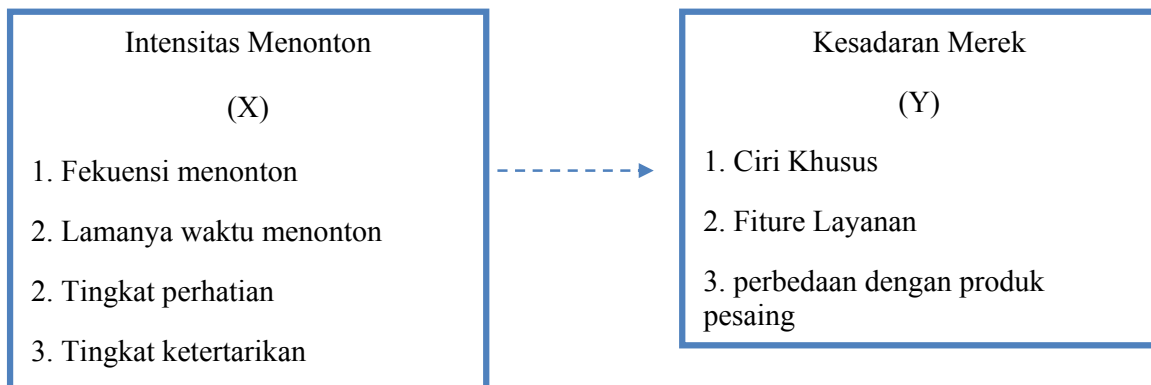 Intensitas Menonton
(X)
1. Fekuensi menonton
2. Lamanya waktu menonton
2. Tingkat perhatian
3. Tingkat ketertarikan
Kesadaran Merek
(Y)
1. Ciri Khusus
2. Fiture Layanan
3. perbedaan dengan produk
pesaing